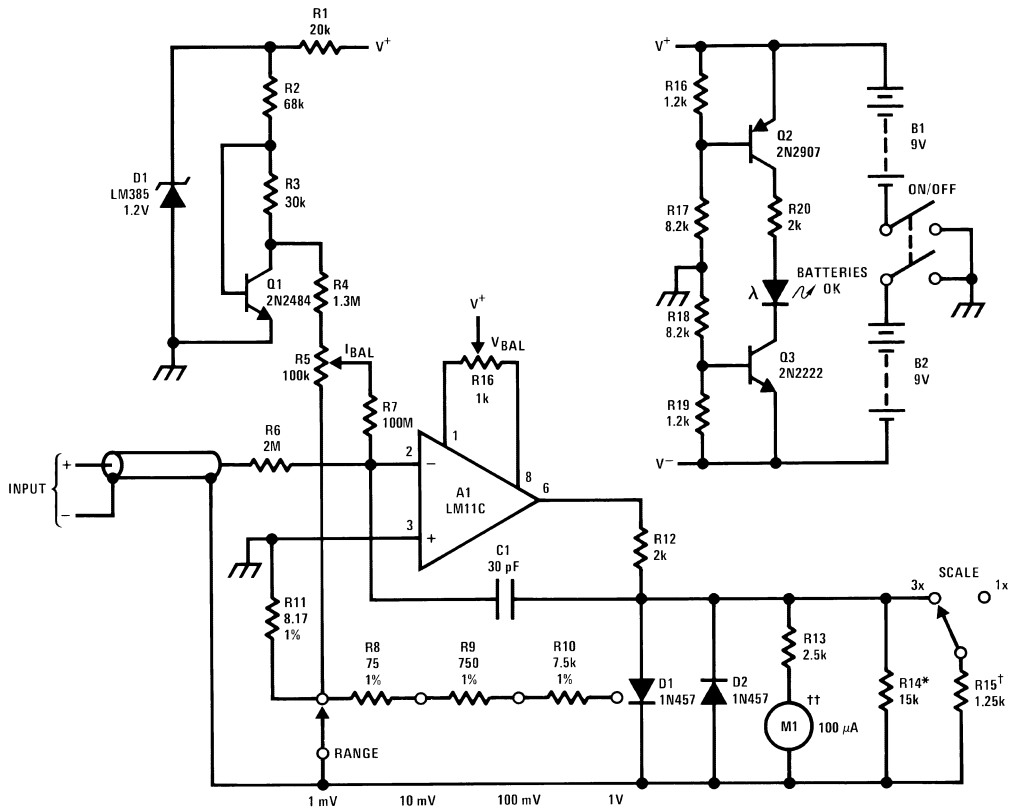 R1
20k
V+
R2
68k
D1
LM385
1.2V
R3
30k
Q1
2N2484
R4
1.3M
R5
100k
IBAL
R7
100M
V+
VBAL
R16
1k
R6
2M
INPUT
+
−
2
−
1
8
6
A1
LM11C
3
+
R12
2k
C1
30 pF
R11
8.17
1%
R8
75
1%
R9
750
1%
R10
7.5k
1%
RANGE
1 mV
10 mV
100 mV
1V
D1
1N457
D2
1N457
R13
2.5k
††
M1
100 μA
R14*
15k
SCALE
3x
1x
R15†
1.25k
V+
R16
1.2k
Q2
2N2907
R17
8.2k
R20
2k
R18
8.2k
λ
BATTERIES
OK
Q3
2N2222
R19
1.2k
V−
B1
9V
ON/OFF
B2
9V